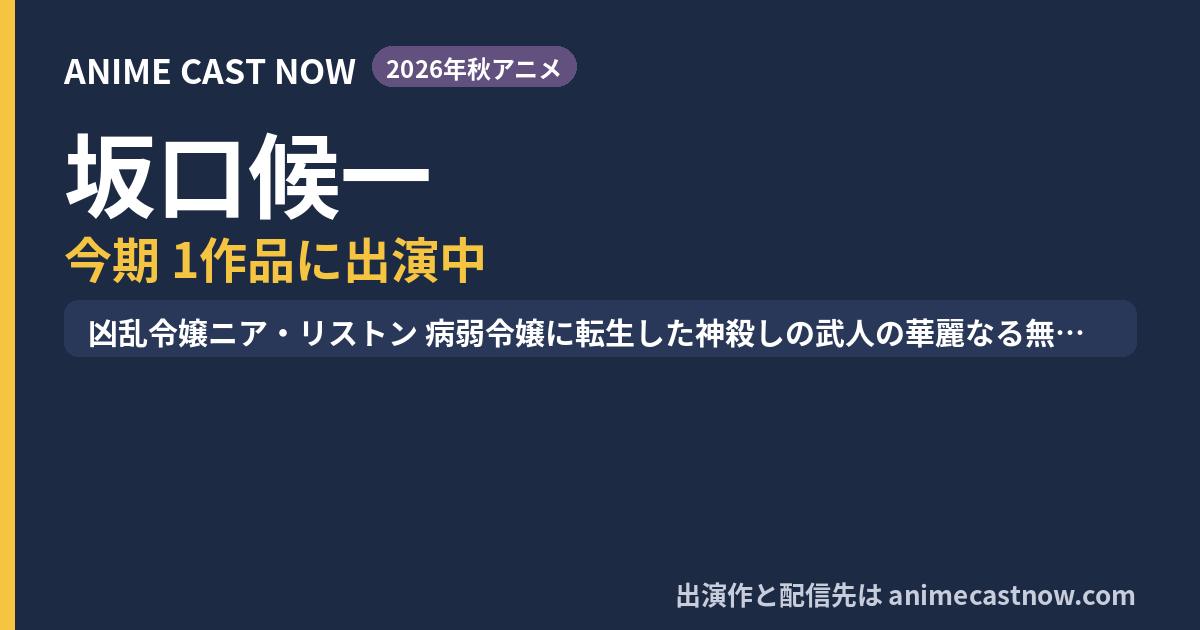 ANIME CAST NOW 2026年秋アニメ
坂口候一
今期 1作品に出演中
凶乱令嬢ニア・リストン 病弱令嬢に転生した神殺しの武人の華麗なる無…
出演作と配信先は animecastnow.com